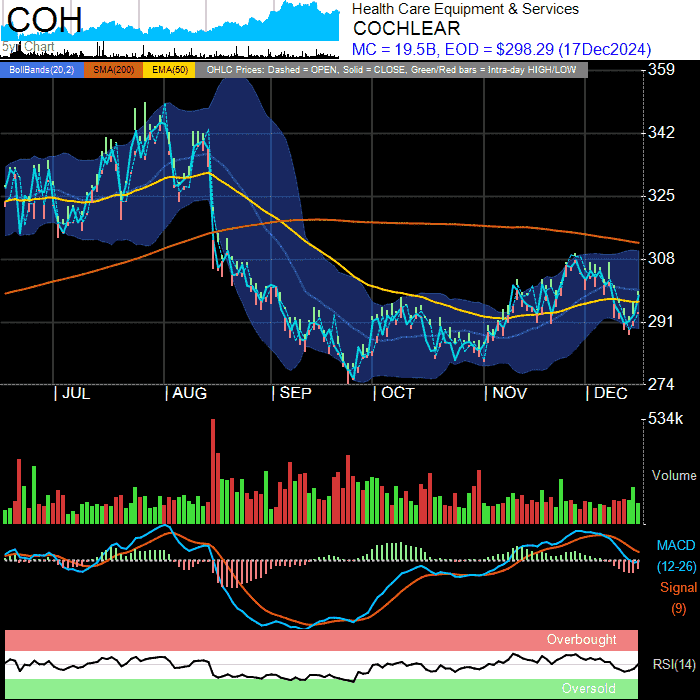 COH
5yr Chart
Health Care Equipment & Services
COCHLEAR
MC = 19.5B, EOD = $298.29 (17Dec2024)
BollBands(20,2) SMA(200) EMA(50) OHLC Prices: Dashed = OPEN, Solid = CLOSE, Green/Red bars = Intra-day HIGH/LOW
359
342
325
308
291
274
| JUL | AUG | SEP | OCT | NOV | DEC
534k
Volume
MACD
(12-26)
Signal
(9)
Overbought
RSI(14)
Oversold